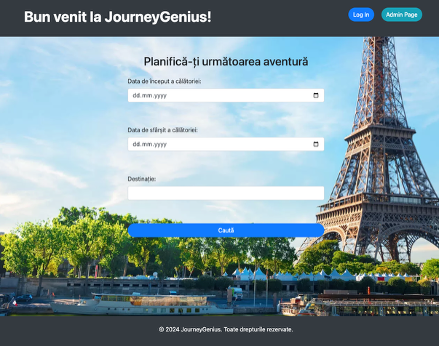 Bun venit la JourneyGenius!
Log In
Admin Page
Planifică-ți următoarea aventură
Data de început a călătoriei:
dd.mm.yyyy
Data de sfârșit a călătoriei:
dd.mm.yyyy
Destinație:
Caută
© 2024 JourneyGenius. Toate drepturile rezervate.